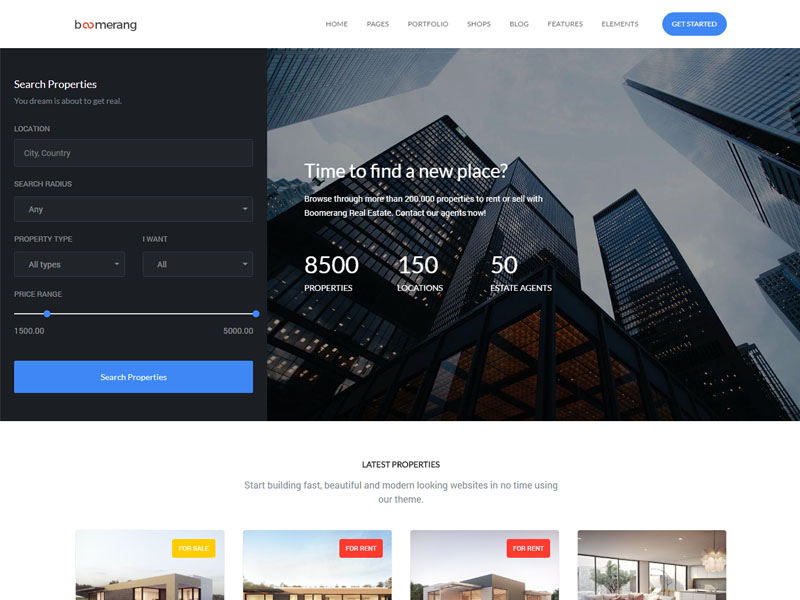 boomerang
HOME PAGES PORTFOLIO SHOPS BLOG FEATURES ELEMENTS GET STARTED
Search Properties
You dream is about to get real.
LOCATION
City, Country
SEARCH RADIUS
Any
PROPERTY TYPE I WANT
All types All
PRICE RANGE
1500.00 5000.00
Search Properties
Time to find a new place?
Browse through more than 200.000 properties to rent or sell with
Boomerang Real Estate. Contact our agents now!
8500 150 50
PROPERTIES LOCATIONS ESTATE AGENTS
LATEST PROPERTIES
Start building fast, beautiful and modern looking websites in no time using
our theme.
FOR SALE FOR RENT FOR RENT